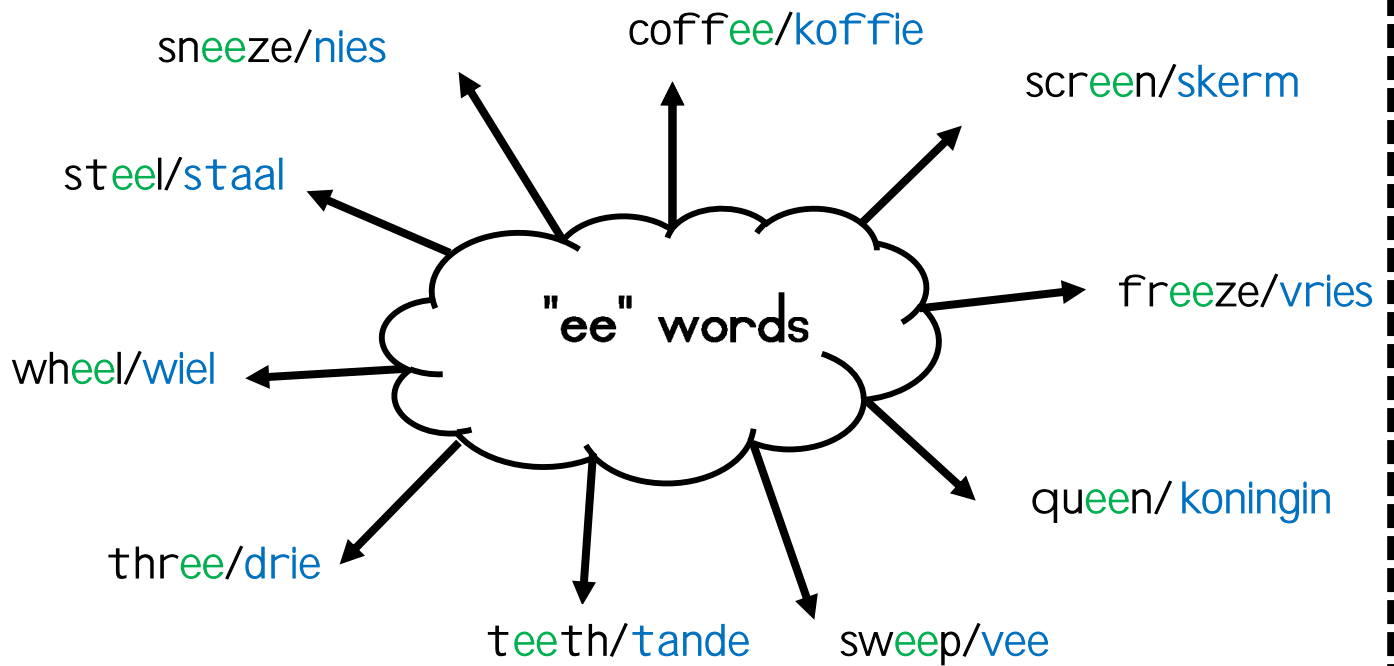 coffee/koffie
sneeze/nies
screen/skerm
steel/staal
freeze/vries
"ee" words
wheel/wiel
queen/ koningin
three/drie
teeth/tande
sweep/vee